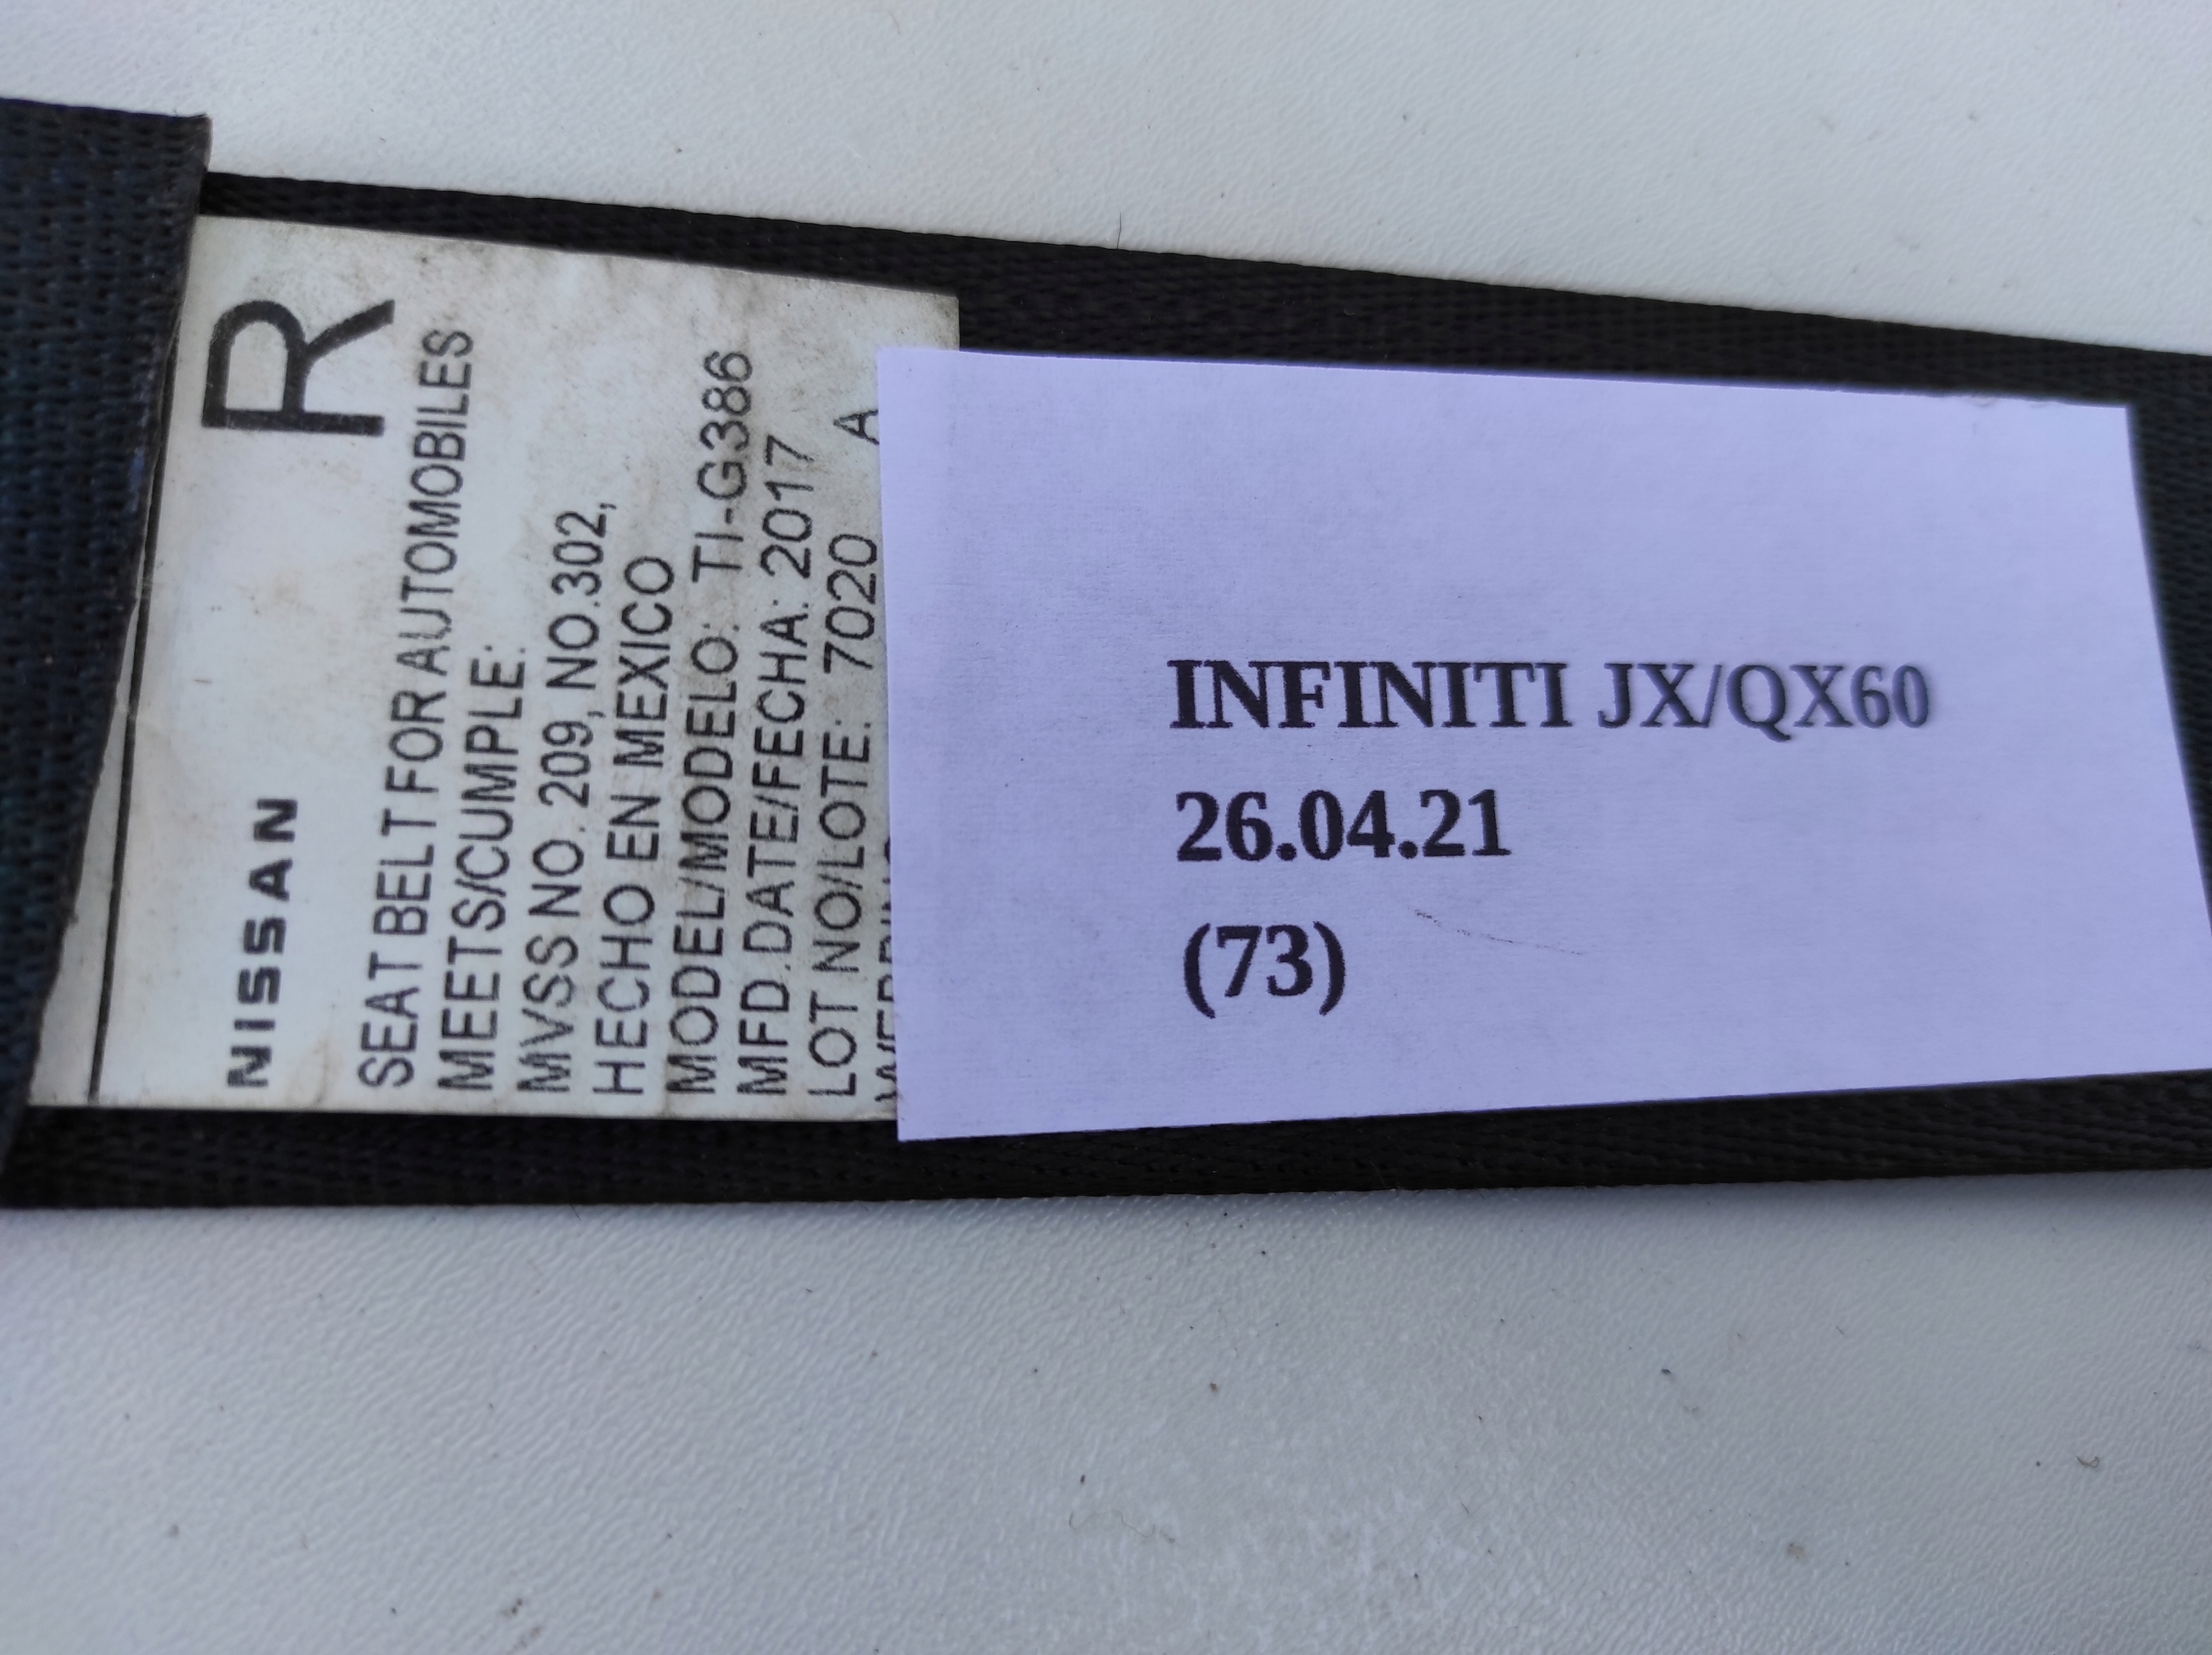 NISSAN R
SEAT BELT FOR AUTOMOBILES
MEETS/CUMPLE:
MVSS NO. 209, NO.302,
HECHO EN MEXICO
MODEL/MODELO: TI-G386
MFD.DATE/FECHA: 2017
LOT NO/LOTE: 7020 A
INFINITI JX/QX60
26.04.21
(73)